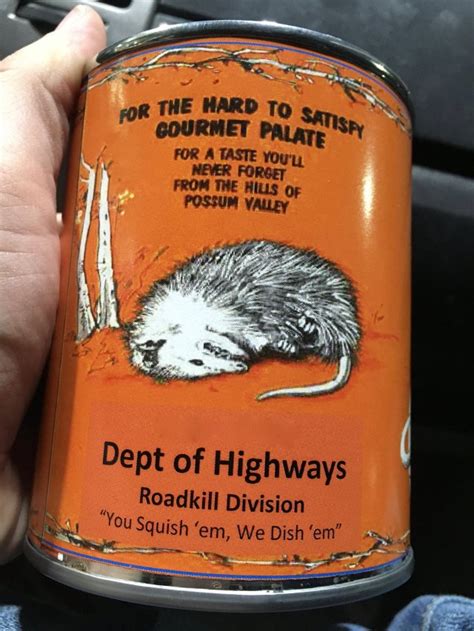 FOR THE HARD TO SATISFY
GOURMET PALATE
FOR A TASTE YOU'LL
NEVER FORGET
FROM THE HILLS OF
POSSUM VALLEY
Dept of Highways
Roadkill Division
"You Squish 'em, We Dish 'em"